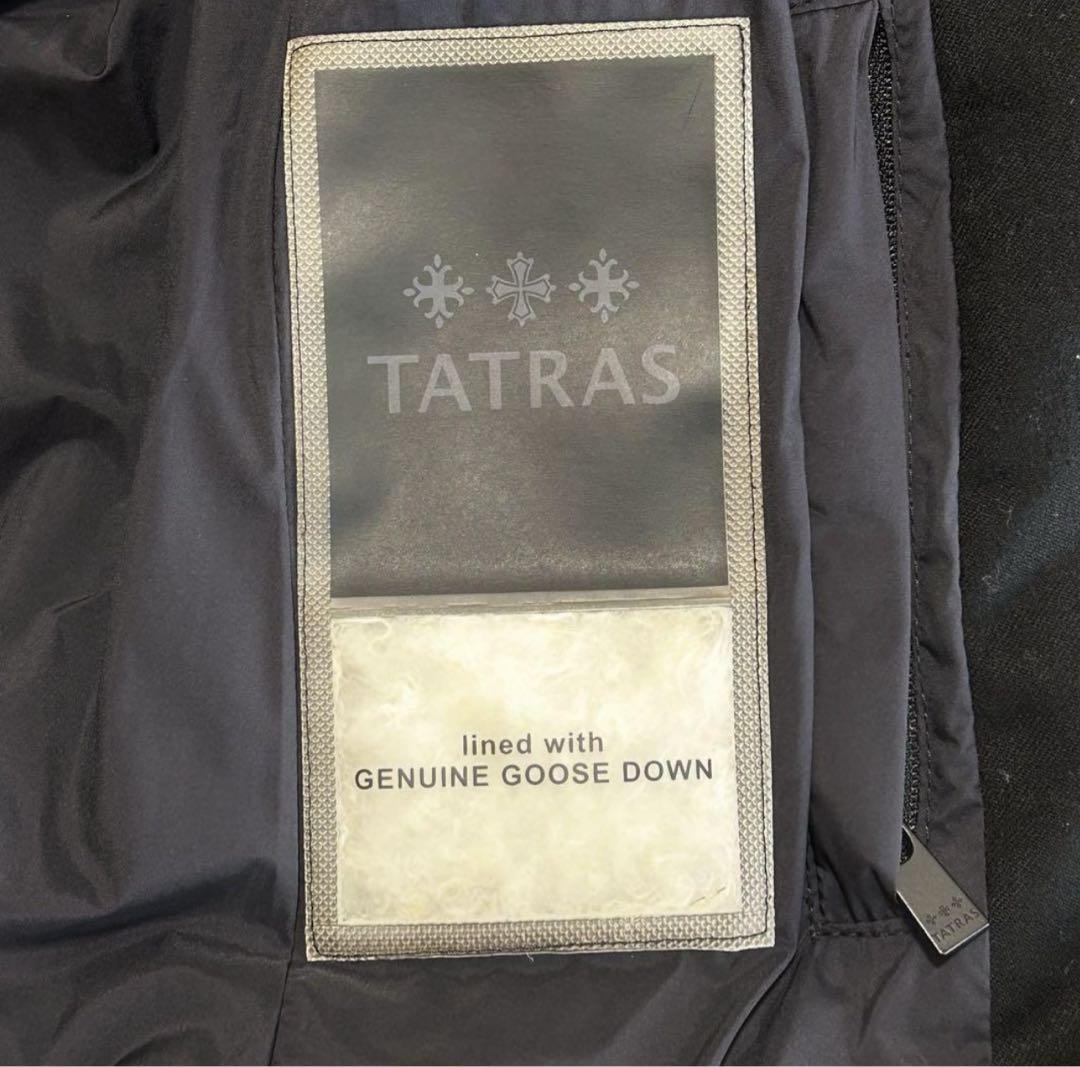 TATRAS
lined with
GENUINE GOOSE DOWN
TATRAS